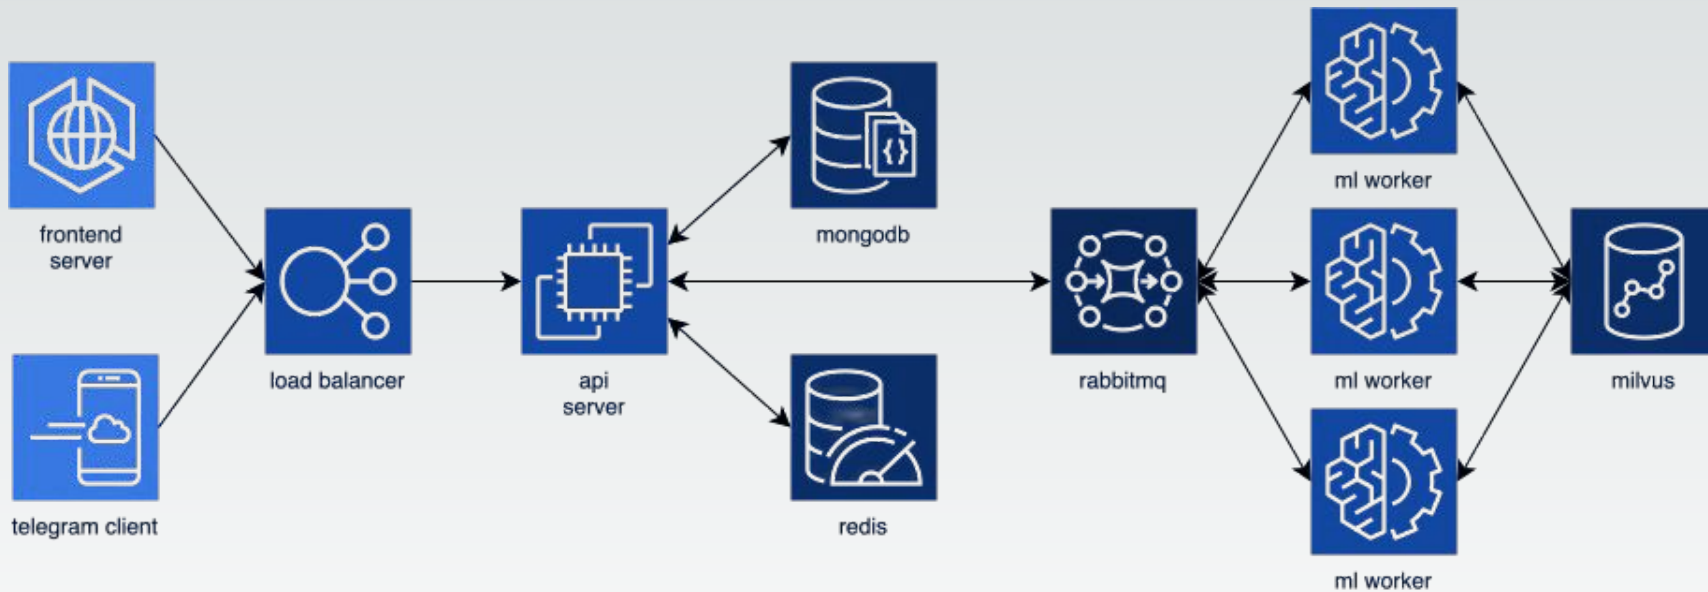 frontend
server
telegram client
load balancer
api
server
mongodb
redis
rabbitmq
ml worker
ml worker
ml worker
milvus